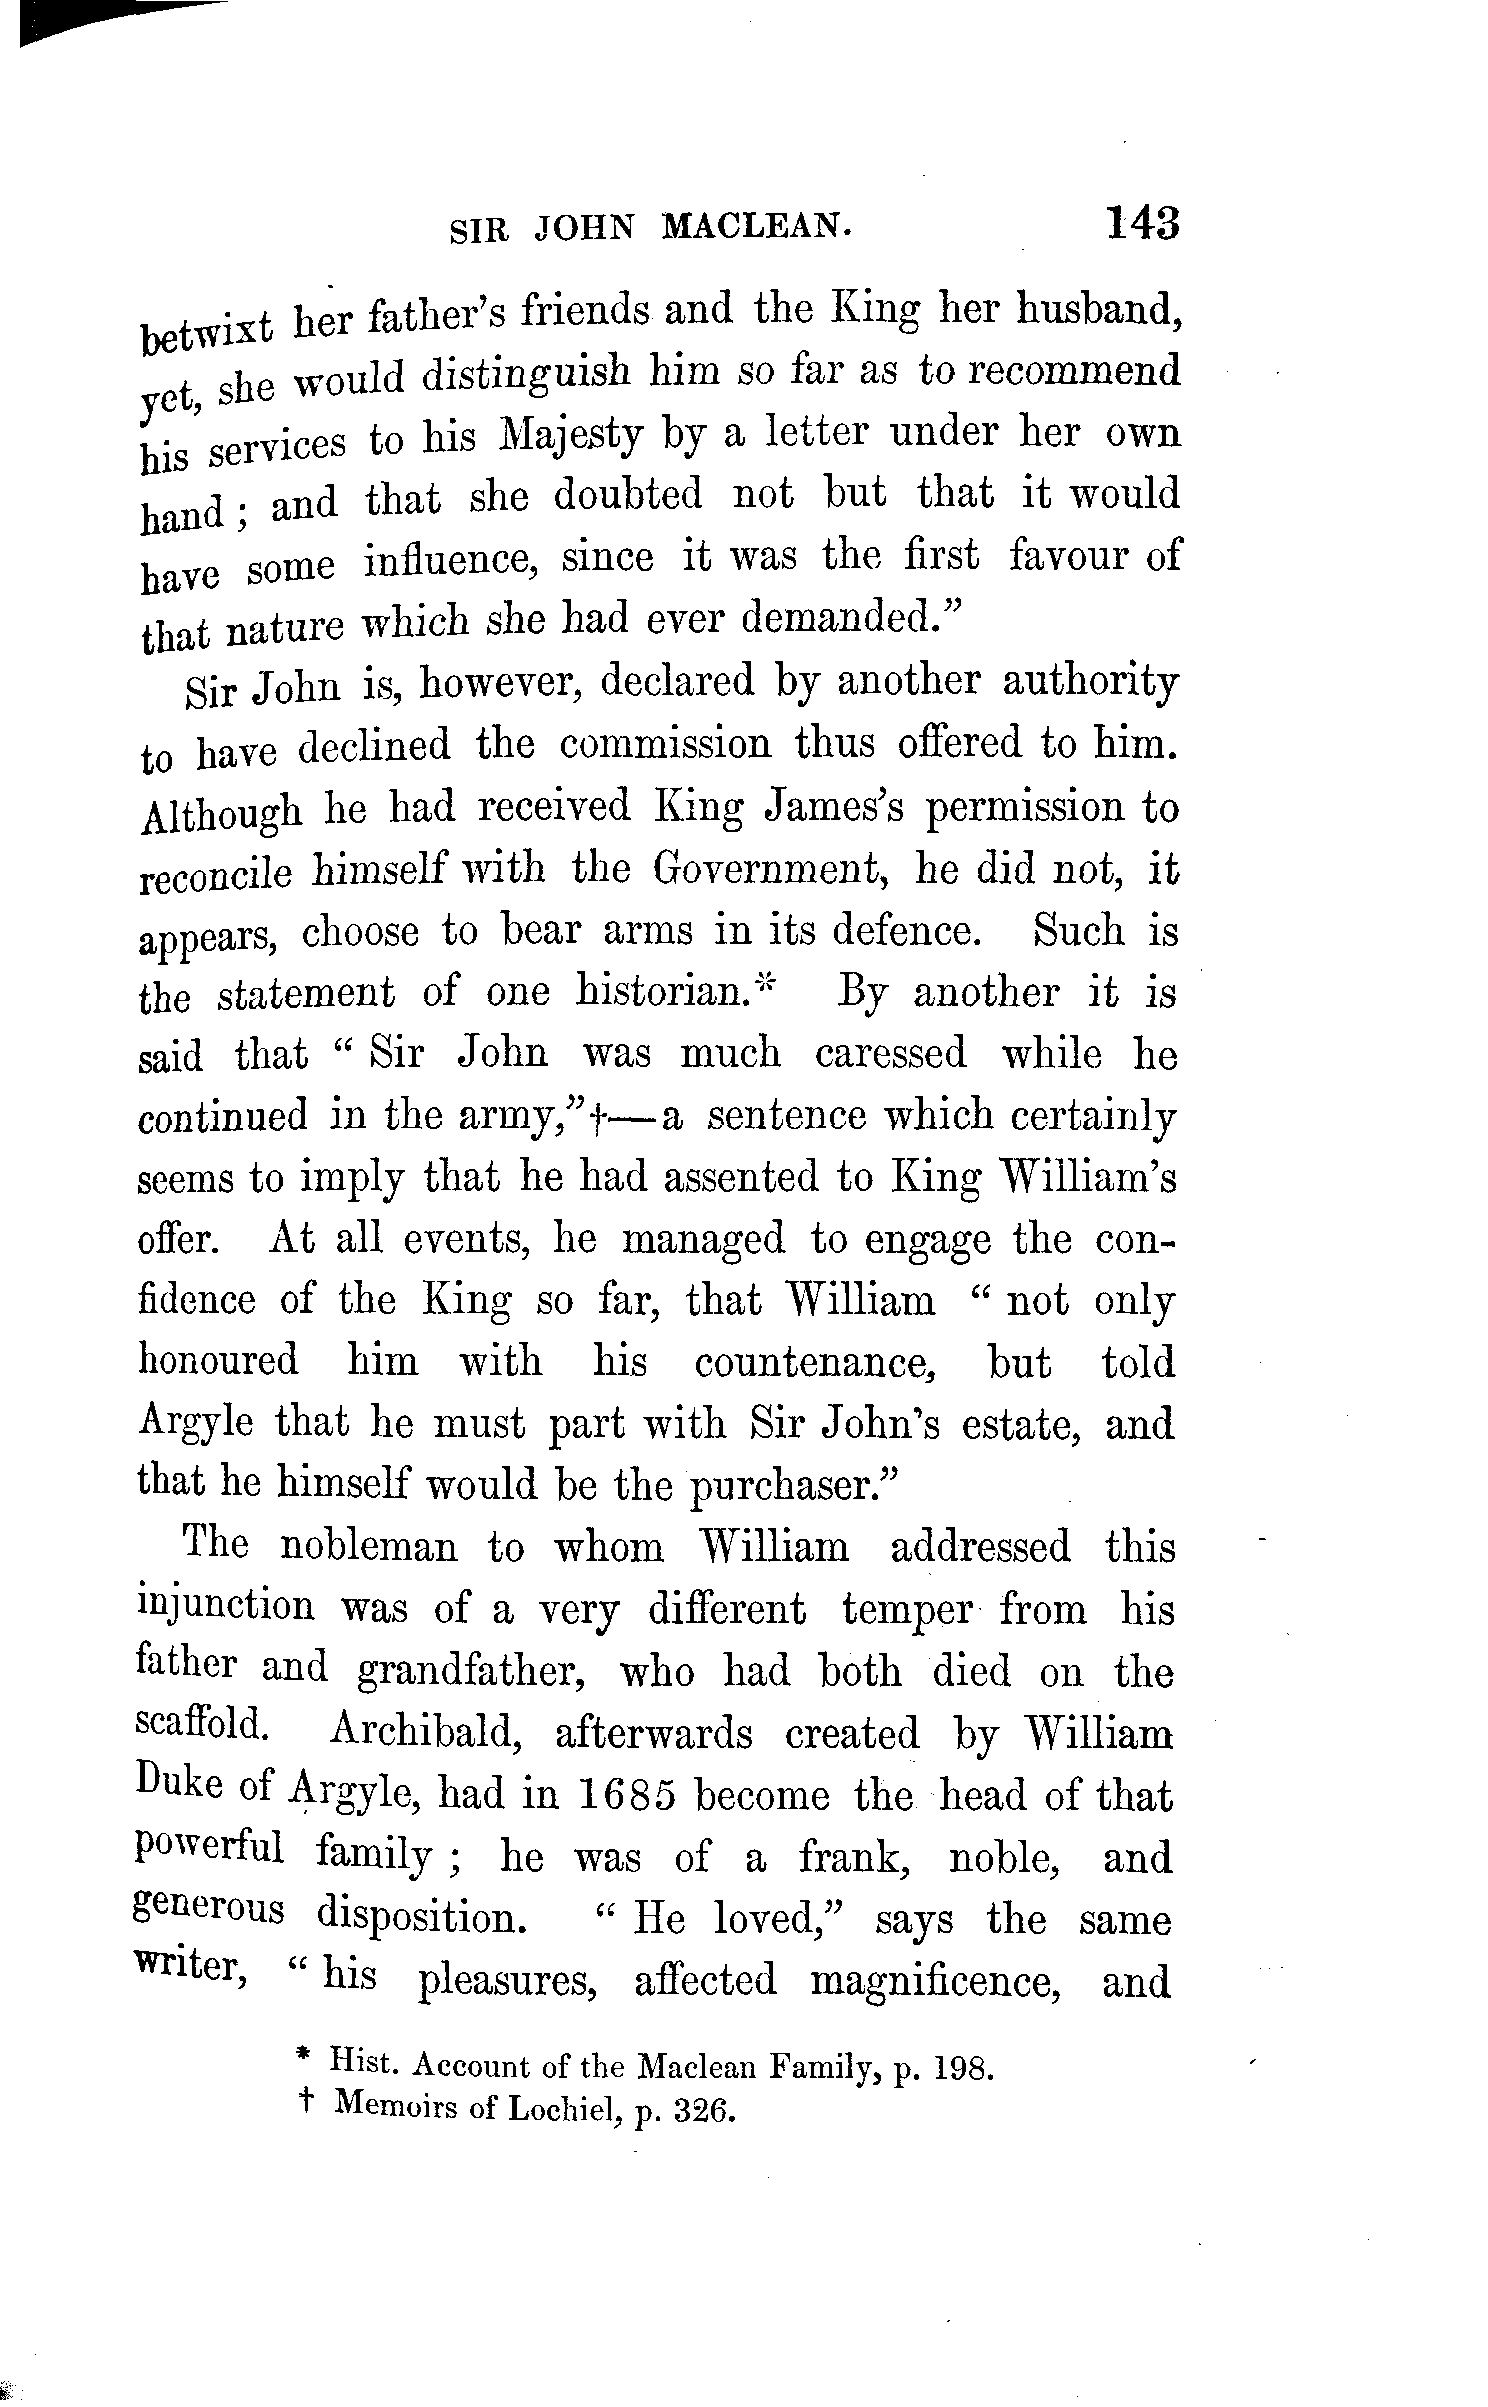 SIR JOHN MACLEAN. 143
betwixt her father's friends and the King her husband,
yet, she would distinguish him so far as to recommend
his services to his Majesty by a letter under her own
hand ; and that she doubted not but that it would
have some influence, since it was the first favour of
that nature which she had ever demanded."
Sir John is, however, declared by another authority
to have declined the commission thus offered to him.
Although he had received King James's permission to
reconcile himself with the Government, he did not, it
appears, choose to bear arms in its defence. Such is
the statement of one historian.* By another it is
said that " Sir John was much caressed while he
continued in the army,"†—a sentence which certainly
seems to imply that he had assented to King William's
offer. At all events, he managed to engage the con-
fidence of the King so far, that William " not only
honoured him with his countenance, but told
Argyle that he must part with Sir John's estate, and
that he himself would be the purchaser."
The nobleman to whom William addressed this
injunction was of a very different temper from his
father and grandfather, who had both died on the
scaffold. Archibald, afterwards created by William
Duke of Argyle, had in 1685 become the head of that
powerful family ; he was of a frank, noble, and
generous disposition. " He loved," says the same
writer, " his pleasures, affected magnificence, and
* Hist. Account of the Maclean Family, p. 198.
† Memoirs of Lochiel, p. 326.